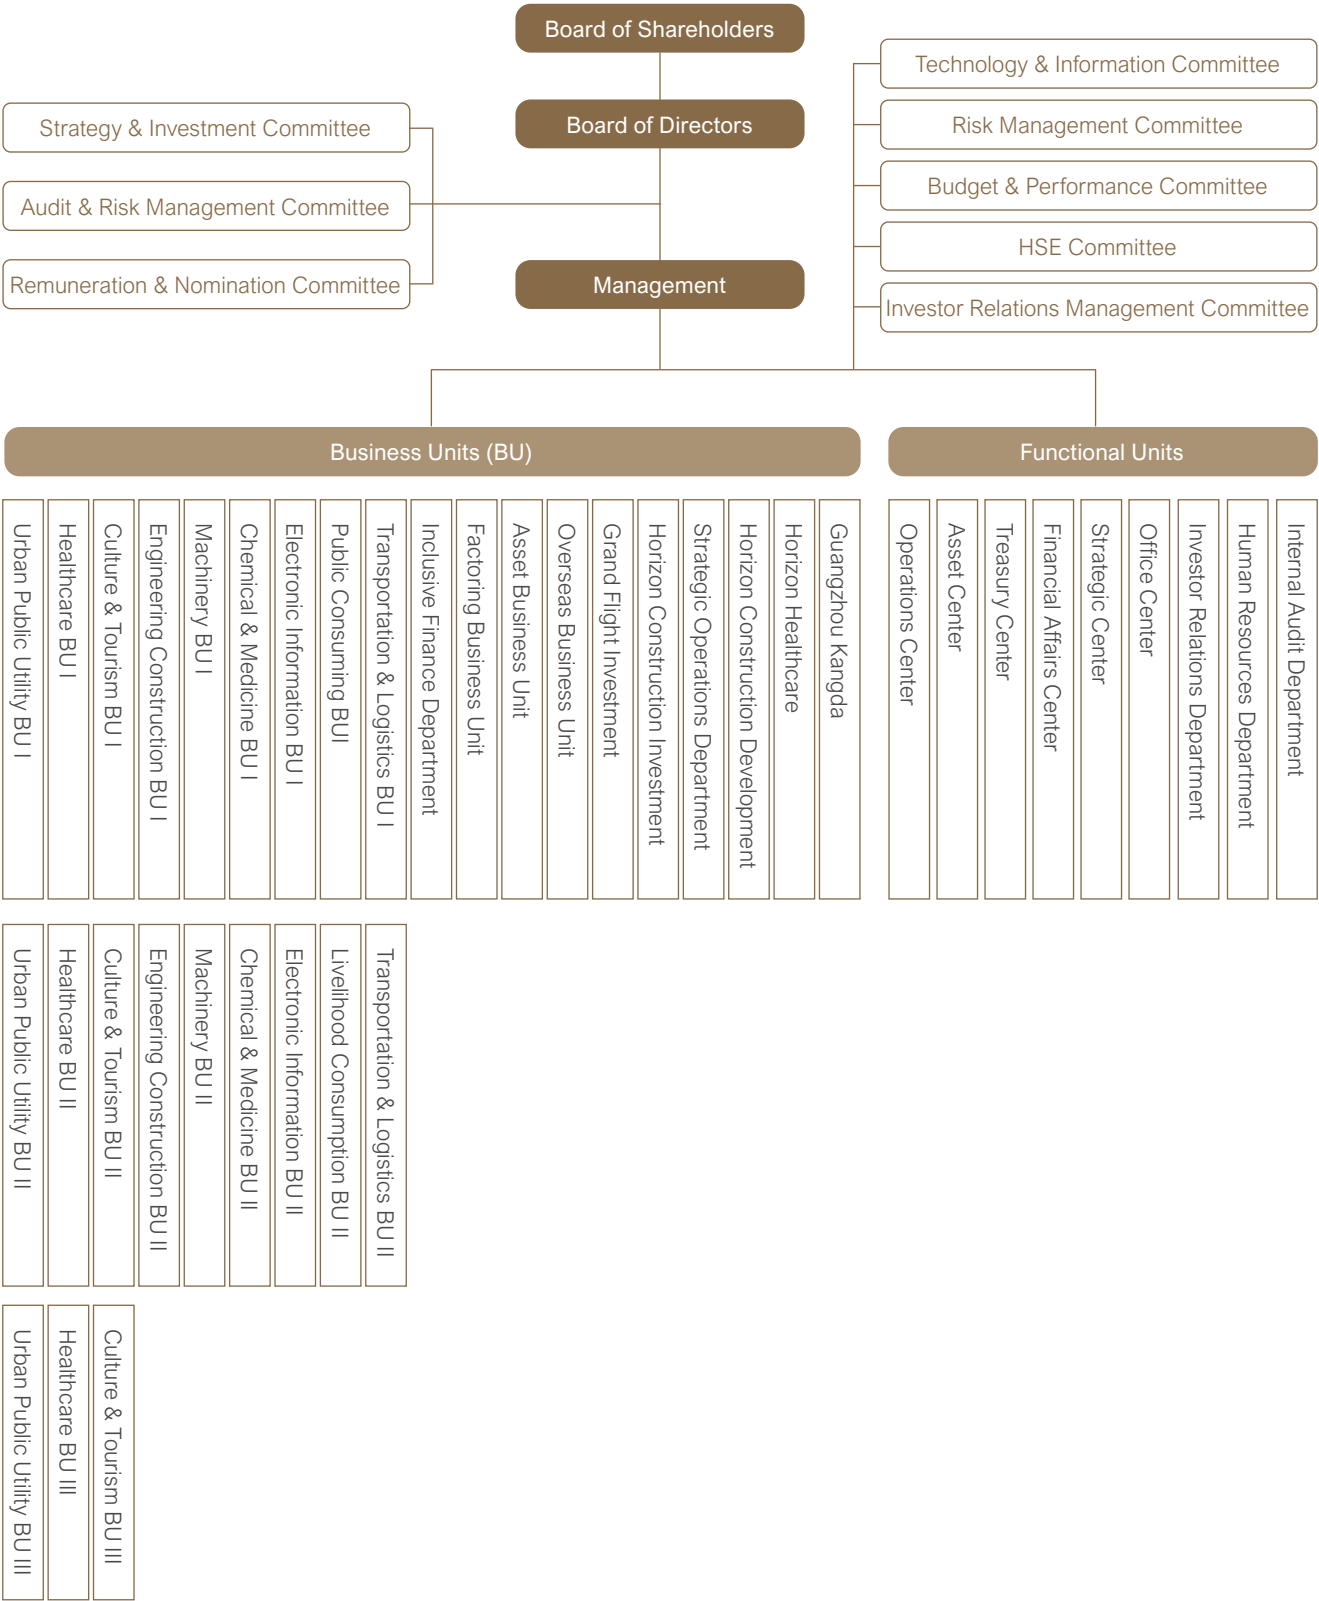 Board of Shareholders
Board of Directors
Management
Strategy & Investment Committee
Audit & Risk Management Committee
Remuneration & Nomination Committee
Technology & Information Committee
Risk Management Committee
Budget & Performance Committee
HSE Committee
Investor Relations Management Committee
Business Units (BU)
Functional Units
Urban Public Utility BU I
Healthcare BU I
Culture & Tourism BU I
Engineering Construction BU I
Machinery BU I
Chemical & Medicine BU I
Electronic Information BU I
Public Consuming BUI
Transportation & Logistics BU I
Inclusive Finance Department
Factoring Business Unit
Asset Business Unit
Overseas Business Unit
Grand Flight Investment
Horizon Construction Investment
Strategic Operations Department
Horizon Construction Development
Horizon Healthcare
Guangzhou Kangda
Operations Center
Asset Center
Treasury Center
Financial Affairs Center
Strategic Center
Office Center
Investor Relations Department
Human Resources Department
Internal Audit Department
Urban Public Utility BU II
Healthcare BU II
Culture & Tourism BU II
Engineering Construction BU II
Machinery BU II
Chemical & Medicine BU II
Electronic Information BU II
Livelihood Consumption BU II
Transportation & Logistics BU II
Urban Public Utility BU III
Healthcare BU III
Culture & Tourism BU III